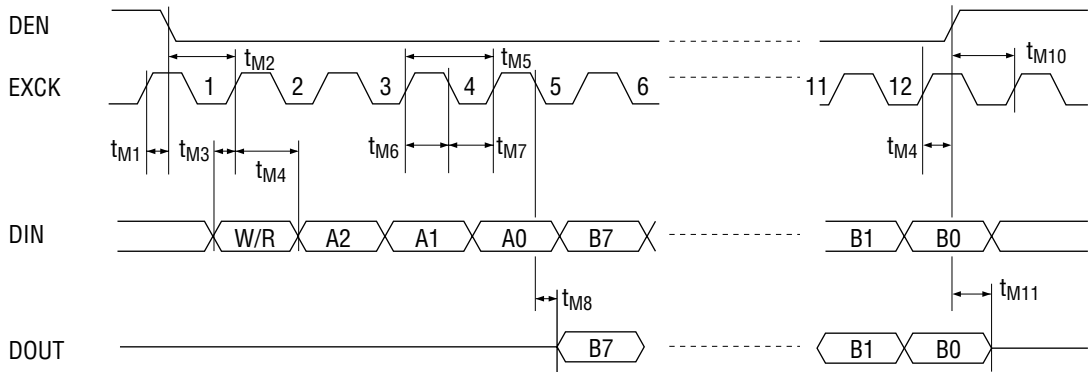 DEN
tM2 tM5 tM10
EXCK 1 2 3 4 5 6 11 12
tM1 tM3 tM4 tM6 tM7 tM4
DIN W/R A2 A1 A0 B7 B1 B0
tM8 tM11
DOUT B7 B1 B0